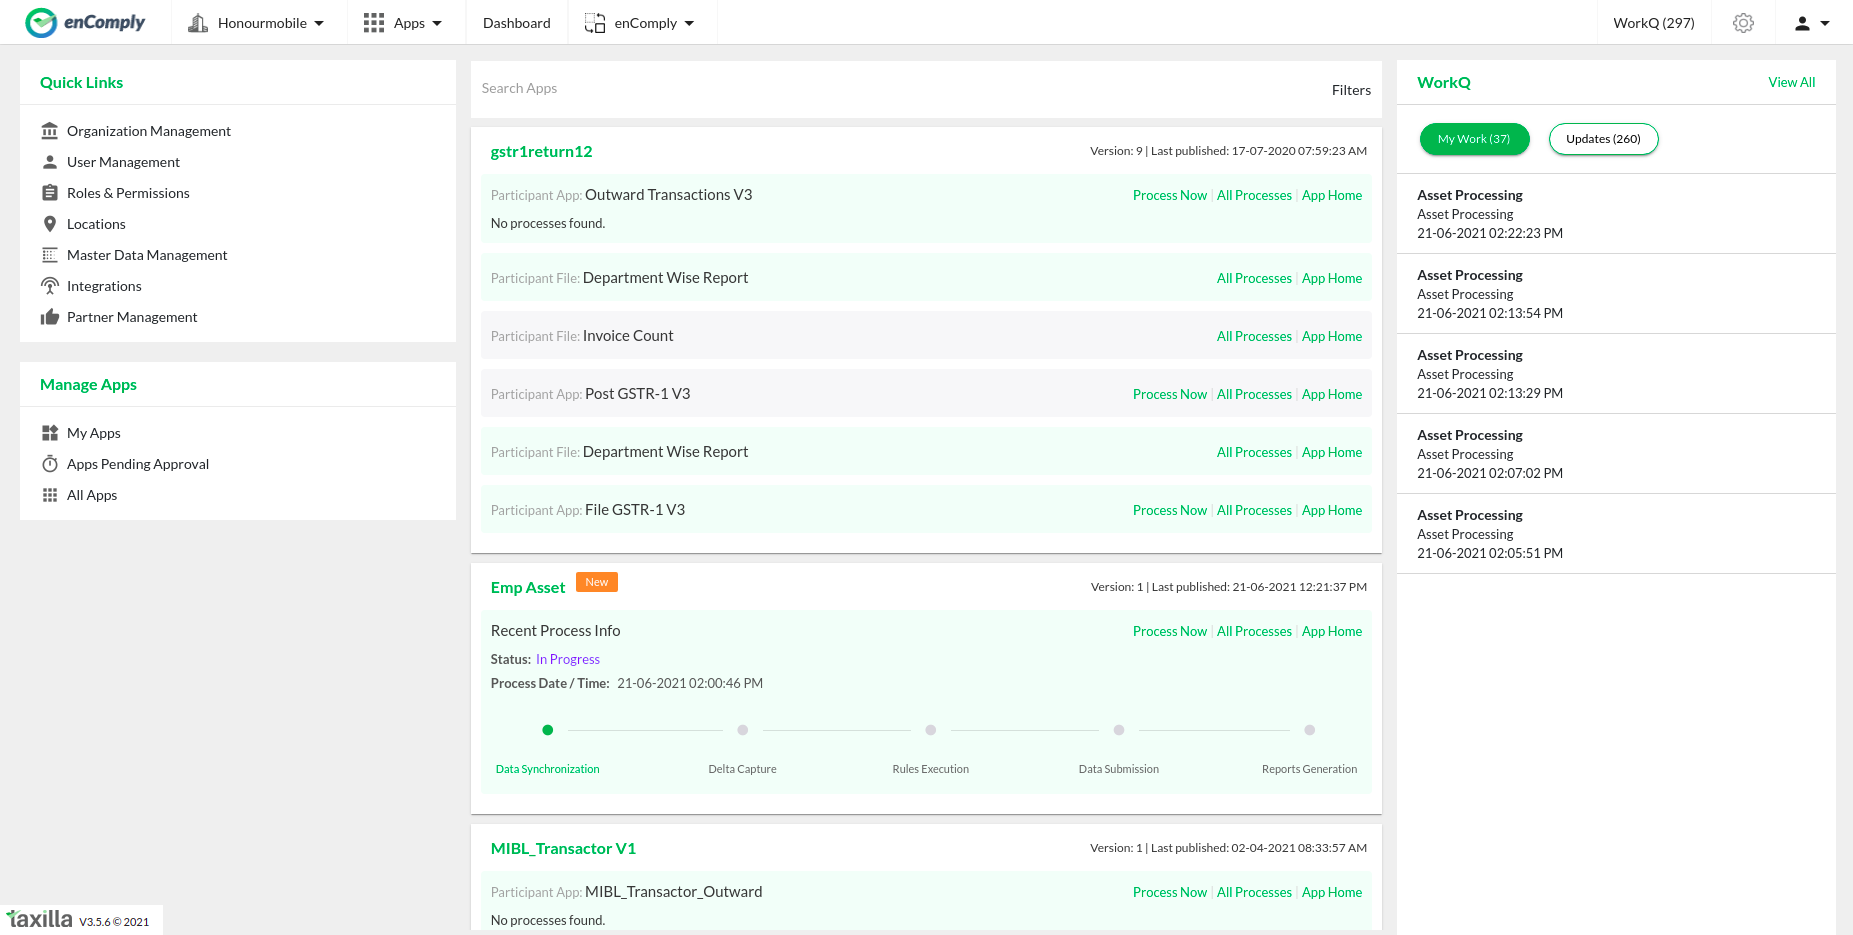 enComply
Honourmobile
Apps
Dashboard
enComply
WorkQ (297)
Quick Links
Organization Management
User Management
Roles & Permissions
Locations
Master Data Management
Integrations
Partner Management
Manage Apps
My Apps
Apps Pending Approval
All Apps
taxilla V3.5.6 © 2021
Search Apps
Filters
gstr1return12
Version: 9 | Last published: 17-07-2020 07:59:23 AM
Participant App: Outward Transactions V3
Process Now | All Processes | App Home
No processes found.
Participant File: Department Wise Report
All Processes | App Home
Participant File: Invoice Count
All Processes | App Home
Participant App: Post GSTR-1 V3
Process Now | All Processes | App Home
Participant File: Department Wise Report
All Processes | App Home
Participant App: File GSTR-1 V3
Process Now | All Processes | App Home
Emp Asset New
Version: 1 | Last published: 21-06-2021 12:21:37 PM
Recent Process Info
Process Now | All Processes | App Home
Status: In Progress
Process Date / Time: 21-06-2021 02:00:46 PM
Data Synchronization
Delta Capture
Rules Execution
Data Submission
Reports Generation
MIBL_Transactor V1
Version: 1 | Last published: 02-04-2021 08:33:57 AM
Participant App: MIBL_Transactor_Outward
Process Now | All Processes | App Home
No processes found.
WorkQ
View All
My Work (37)
Updates (260)
Asset Processing
Asset Processing
21-06-2021 02:22:23 PM
Asset Processing
Asset Processing
21-06-2021 02:13:54 PM
Asset Processing
Asset Processing
21-06-2021 02:13:29 PM
Asset Processing
Asset Processing
21-06-2021 02:07:02 PM
Asset Processing
Asset Processing
21-06-2021 02:05:51 PM